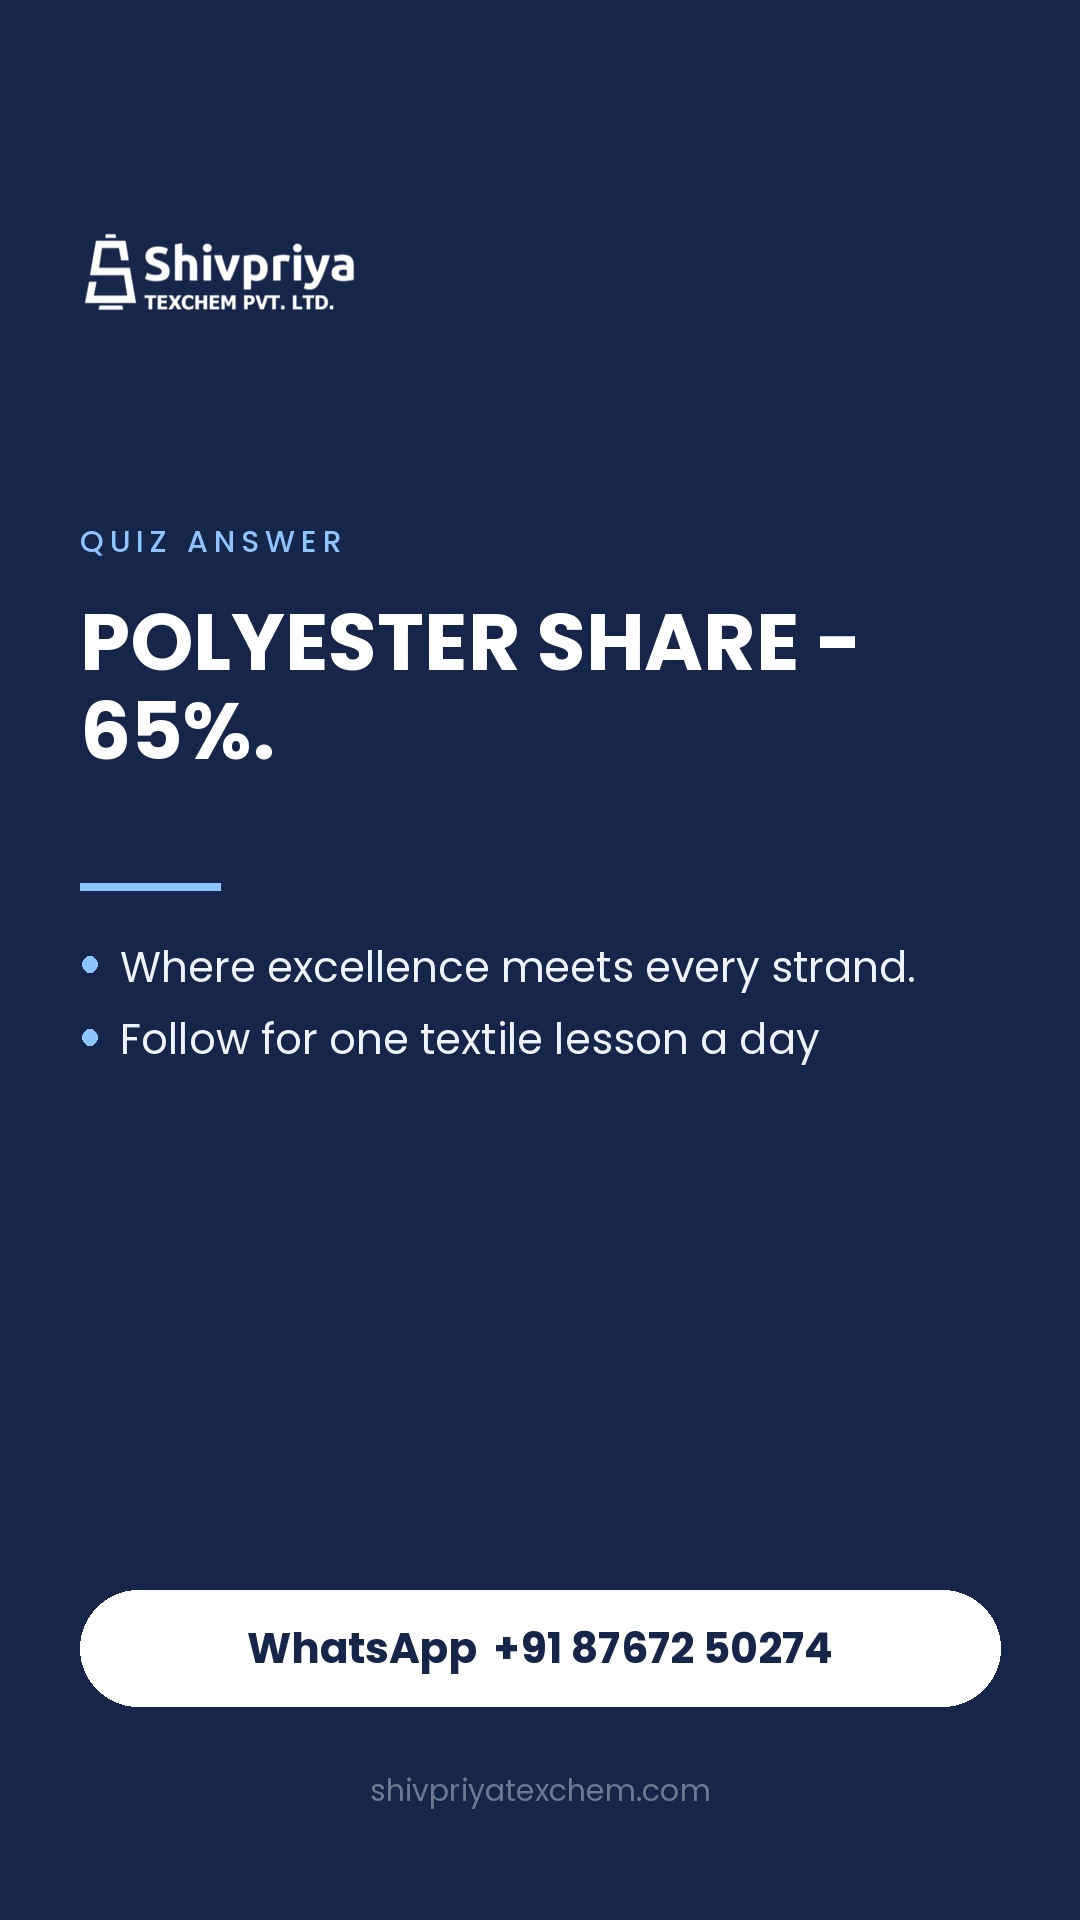 Shivpriya
TEXCHEM PVT. LTD.
QUIZ ANSWER
POLYESTER SHARE -
65%.
• Where excellence meets every strand.
• Follow for one textile lesson a day
WhatsApp +91 87672 50274
shivpriyatexchem.com